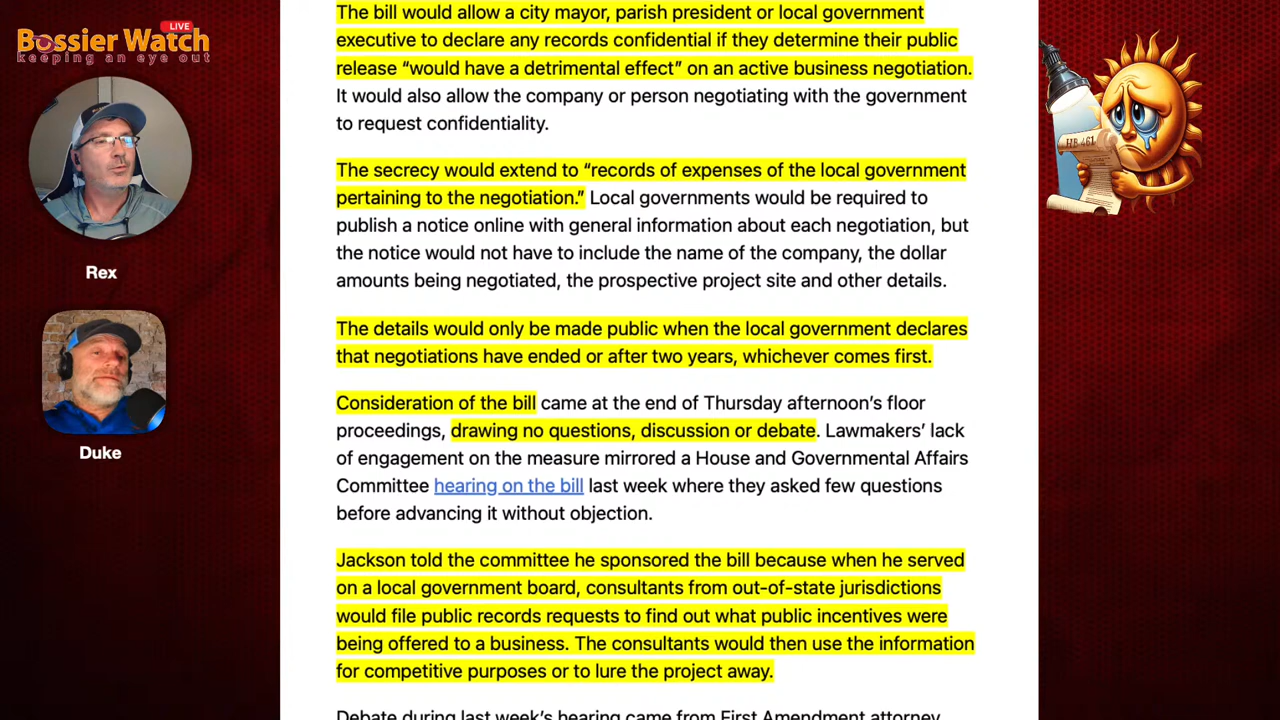 LIVE
Bossier Watch
keeping an eye out
Rex
Duke
The bill would allow a city mayor, parish president or local government
executive to declare any records confidential if they determine their public
release “would have a detrimental effect” on an active business negotiation.
It would also allow the company or person negotiating with the government
to request confidentiality.
The secrecy would extend to “records of expenses of the local government
pertaining to the negotiation.” Local governments would be required to
publish a notice online with general information about each negotiation, but
the notice would not have to include the name of the company, the dollar
amounts being negotiated, the prospective project site and other details.
The details would only be made public when the local government declares
that negotiations have ended or after two years, whichever comes first.
Consideration of the bill came at the end of Thursday afternoon’s floor
proceedings, drawing no questions, discussion or debate. Lawmakers’ lack
of engagement on the measure mirrored a House and Governmental Affairs
Committee hearing on the bill last week where they asked few questions
before advancing it without objection.
Jackson told the committee he sponsored the bill because when he served
on a local government board, consultants from out-of-state jurisdictions
would file public records requests to find out what public incentives were
being offered to a business. The consultants would then use the information
for competitive purposes or to lure the project away.
Debate during last week’s hearing came from First Amendment attorney
HB 461